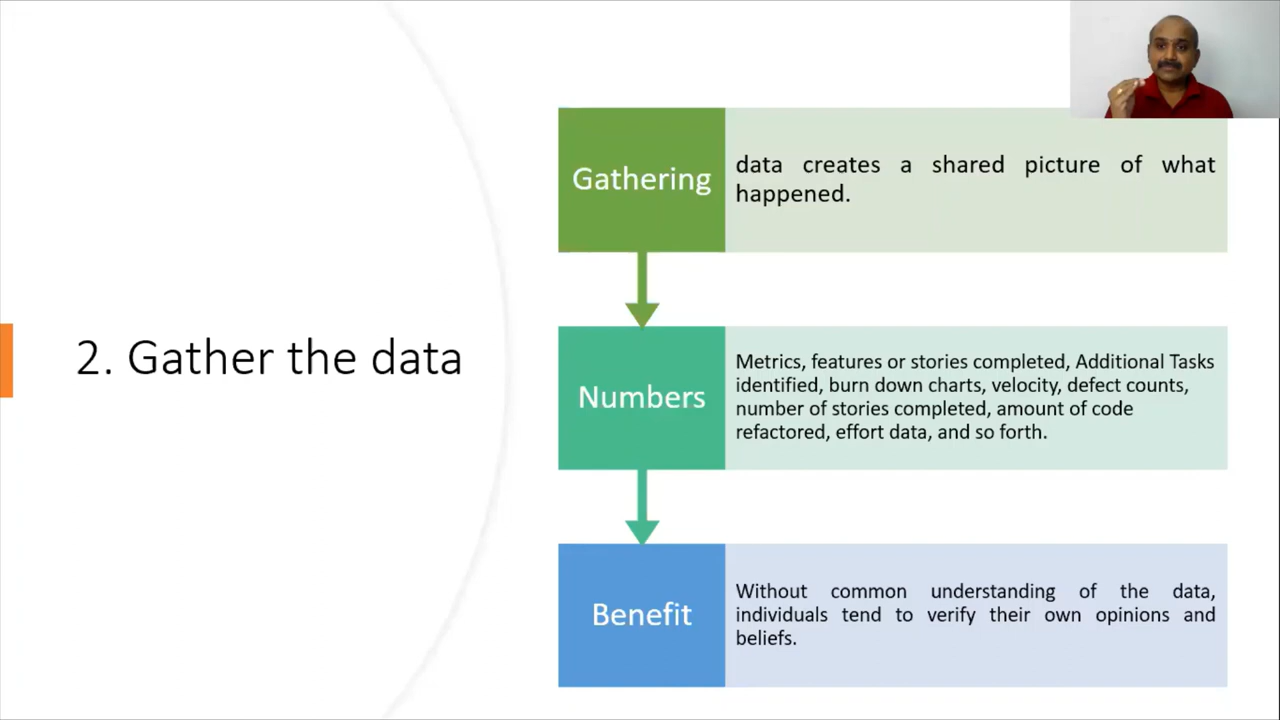 2. Gather the data
Gathering
data creates a shared picture of what
happened.
Numbers
Metrics, features or stories completed, Additional Tasks
identified, burn down charts, velocity, defect counts,
number of stories completed, amount of code
refactored, effort data, and so forth.
Benefit
Without common understanding of the data,
individuals tend to verify their own opinions and
beliefs.